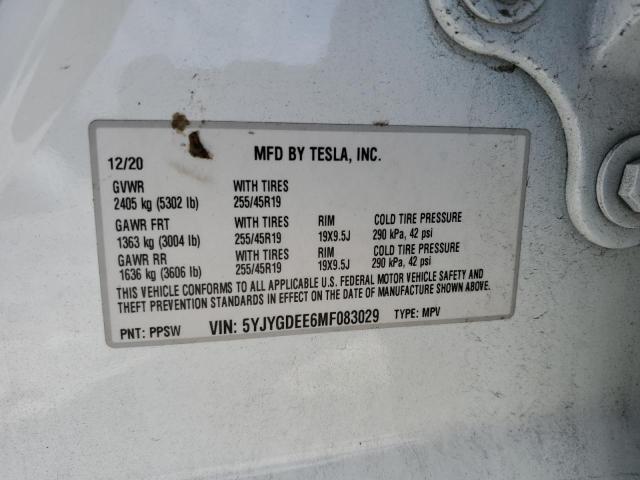 12/20 MFD BY TESLA, INC.
GVWR WITH TIRES
2405 kg (5302 lb) 255/45R19
GAWR FRT WITH TIRES RIM COLD TIRE PRESSURE
1363 kg (3004 lb) 255/45R19 19X9.5J 290 kPa, 42 psi
GAWR RR WITH TIRES RIM COLD TIRE PRESSURE
1636 kg (3606 lb) 255/45R19 19X9.5J 290 kPa, 42 psi
THIS VEHICLE CONFORMS TO ALL APPLICABLE U.S. FEDERAL MOTOR VEHICLE SAFETY AND
THEFT PREVENTION STANDARDS IN EFFECT ON THE DATE OF MANUFACTURE SHOWN ABOVE.
PNT: PPSW VIN: 5YJYGDEE6MF083029 TYPE: MPV